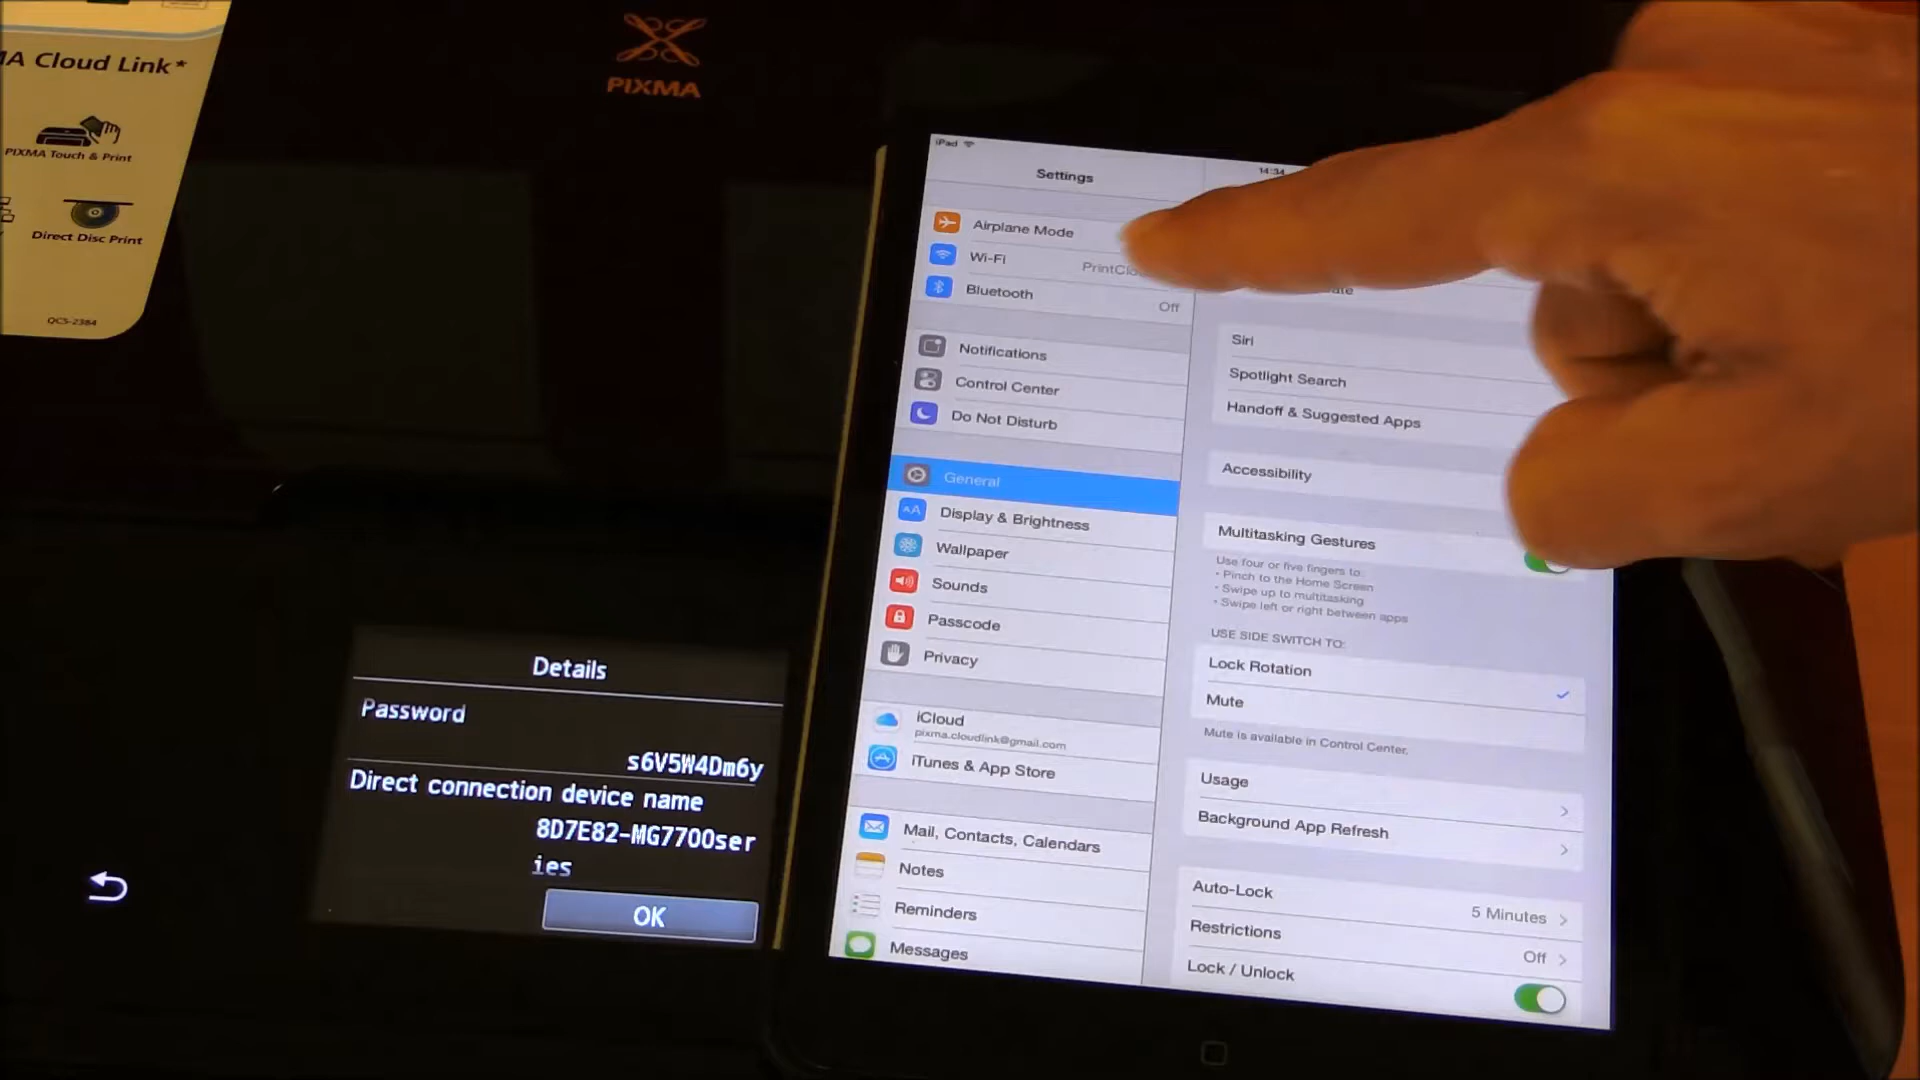 Cloud Link*
PIXMA Touch & Print
Direct Disc Print
QC5-2384
PIXMA
iPad
14:34
Settings
Airplane Mode
Wi-Fi
Bluetooth
Off
Notifications
Control Center
Do Not Disturb
General
Display & Brightness
Wallpaper
Sounds
Passcode
Privacy
iCloud
pixma.cloudlink@gmail.com
iTunes & App Store
Mail, Contacts, Calendars
Notes
Reminders
Messages
Siri
Spotlight Search
Handoff & Suggested Apps
Accessibility
Multitasking Gestures
Use four or five fingers to:
• Pinch to the Home Screen
• Swipe up to multitasking
• Swipe left or right between apps
USE SIDE SWITCH TO:
Lock Rotation
Mute
Mute is available in Control Center.
Usage
Background App Refresh
Auto-Lock
5 Minutes
Restrictions
Off
Lock / Unlock
Details
Password
s6V5W4Dm6y
Direct connection device name
8D7E82-MG7700ser
ies
OK